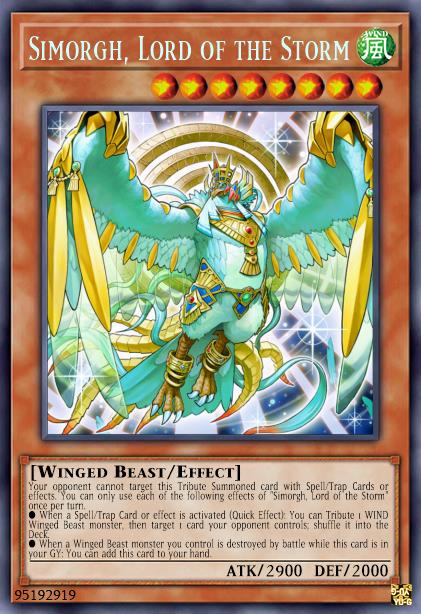 SIMORGH, LORD OF THE STORM
WIND
風
[WINGED BEAST/EFFECT]
Your opponent cannot target this Tribute Summoned card with Spell/Trap Cards or
effects. You can only use each of the following effects of "Simorgh, Lord of the Storm"
once per turn.
● When a Spell/Trap Card or effect is activated (Quick Effect): You can Tribute 1 WIND
Winged Beast monster, then target 1 card your opponent controls; shuffle it into the
Deck.
● When a Winged Beast monster you control is destroyed by battle while this card is in
your GY: You can add this card to your hand.
ATK/2900 DEF/2000
95192919